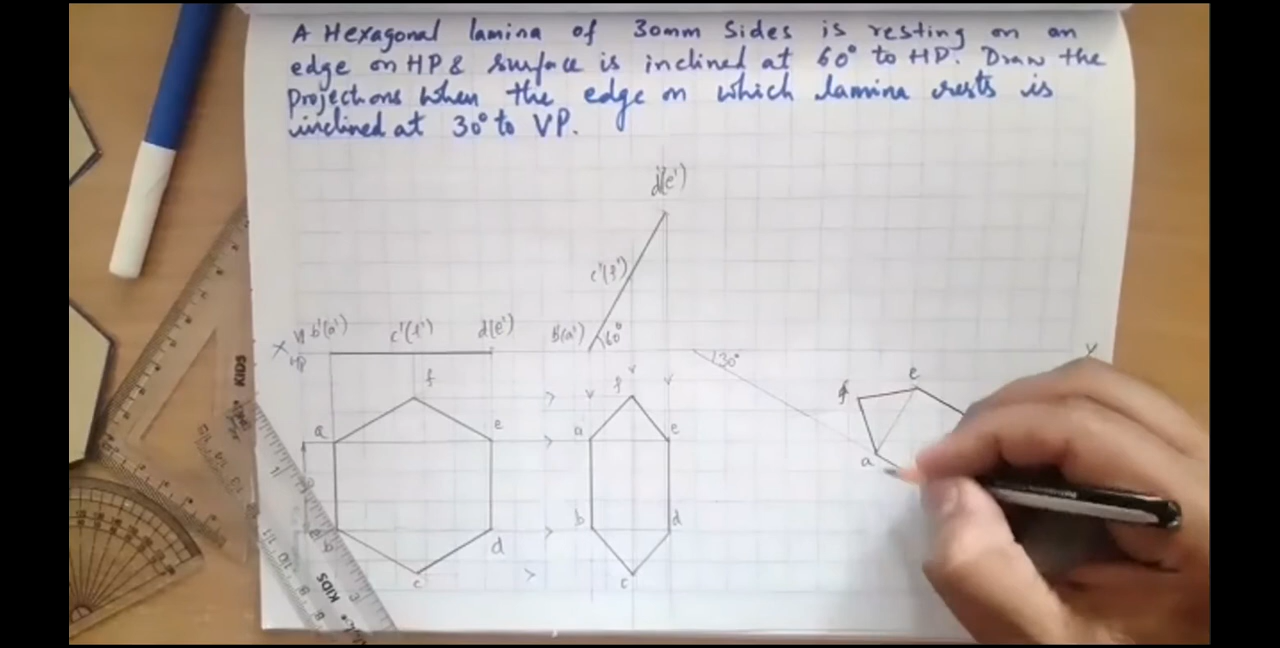 A Hexagonal lamina of 30mm Sides is resting on an
edge on HP & surface is inclined at 60° to HP. Draw the
projections when the edge on which lamina rests is
inclined at 30° to VP.
d'(e')
c'(f')
b'(a') 60°
X VP b'(a') c'(f') d'(e')
HP
30°
Y
a f e
b c d
a f e
b c d
f e
a
KIDS
KIDS